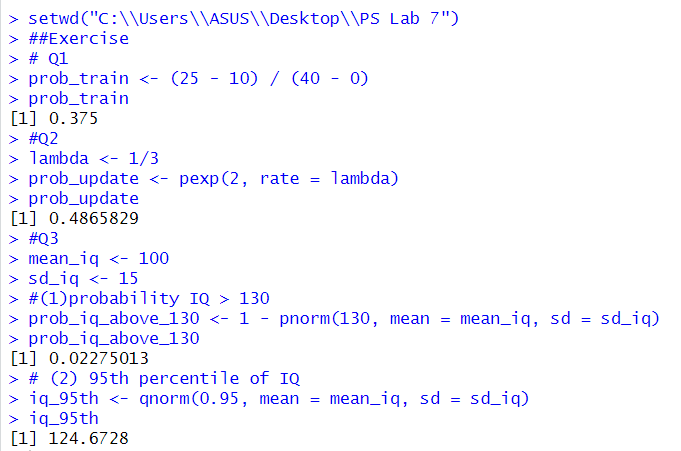 > setwd("C:\\Users\\ASUS\\Desktop\\PS Lab 7")
> ##Exercise
> # Q1
> prob_train <- (25 - 10) / (40 - 0)
> prob_train
[1] 0.375
> #Q2
> lambda <- 1/3
> prob_update <- pexp(2, rate = lambda)
> prob_update
[1] 0.4865829
> #Q3
> mean_iq <- 100
> sd_iq <- 15
> #(1)probability IQ > 130
> prob_iq_above_130 <- 1 - pnorm(130, mean = mean_iq, sd = sd_iq)
> prob_iq_above_130
[1] 0.02275013
> # (2) 95th percentile of IQ
> iq_95th <- qnorm(0.95, mean = mean_iq, sd = sd_iq)
> iq_95th
[1] 124.6728